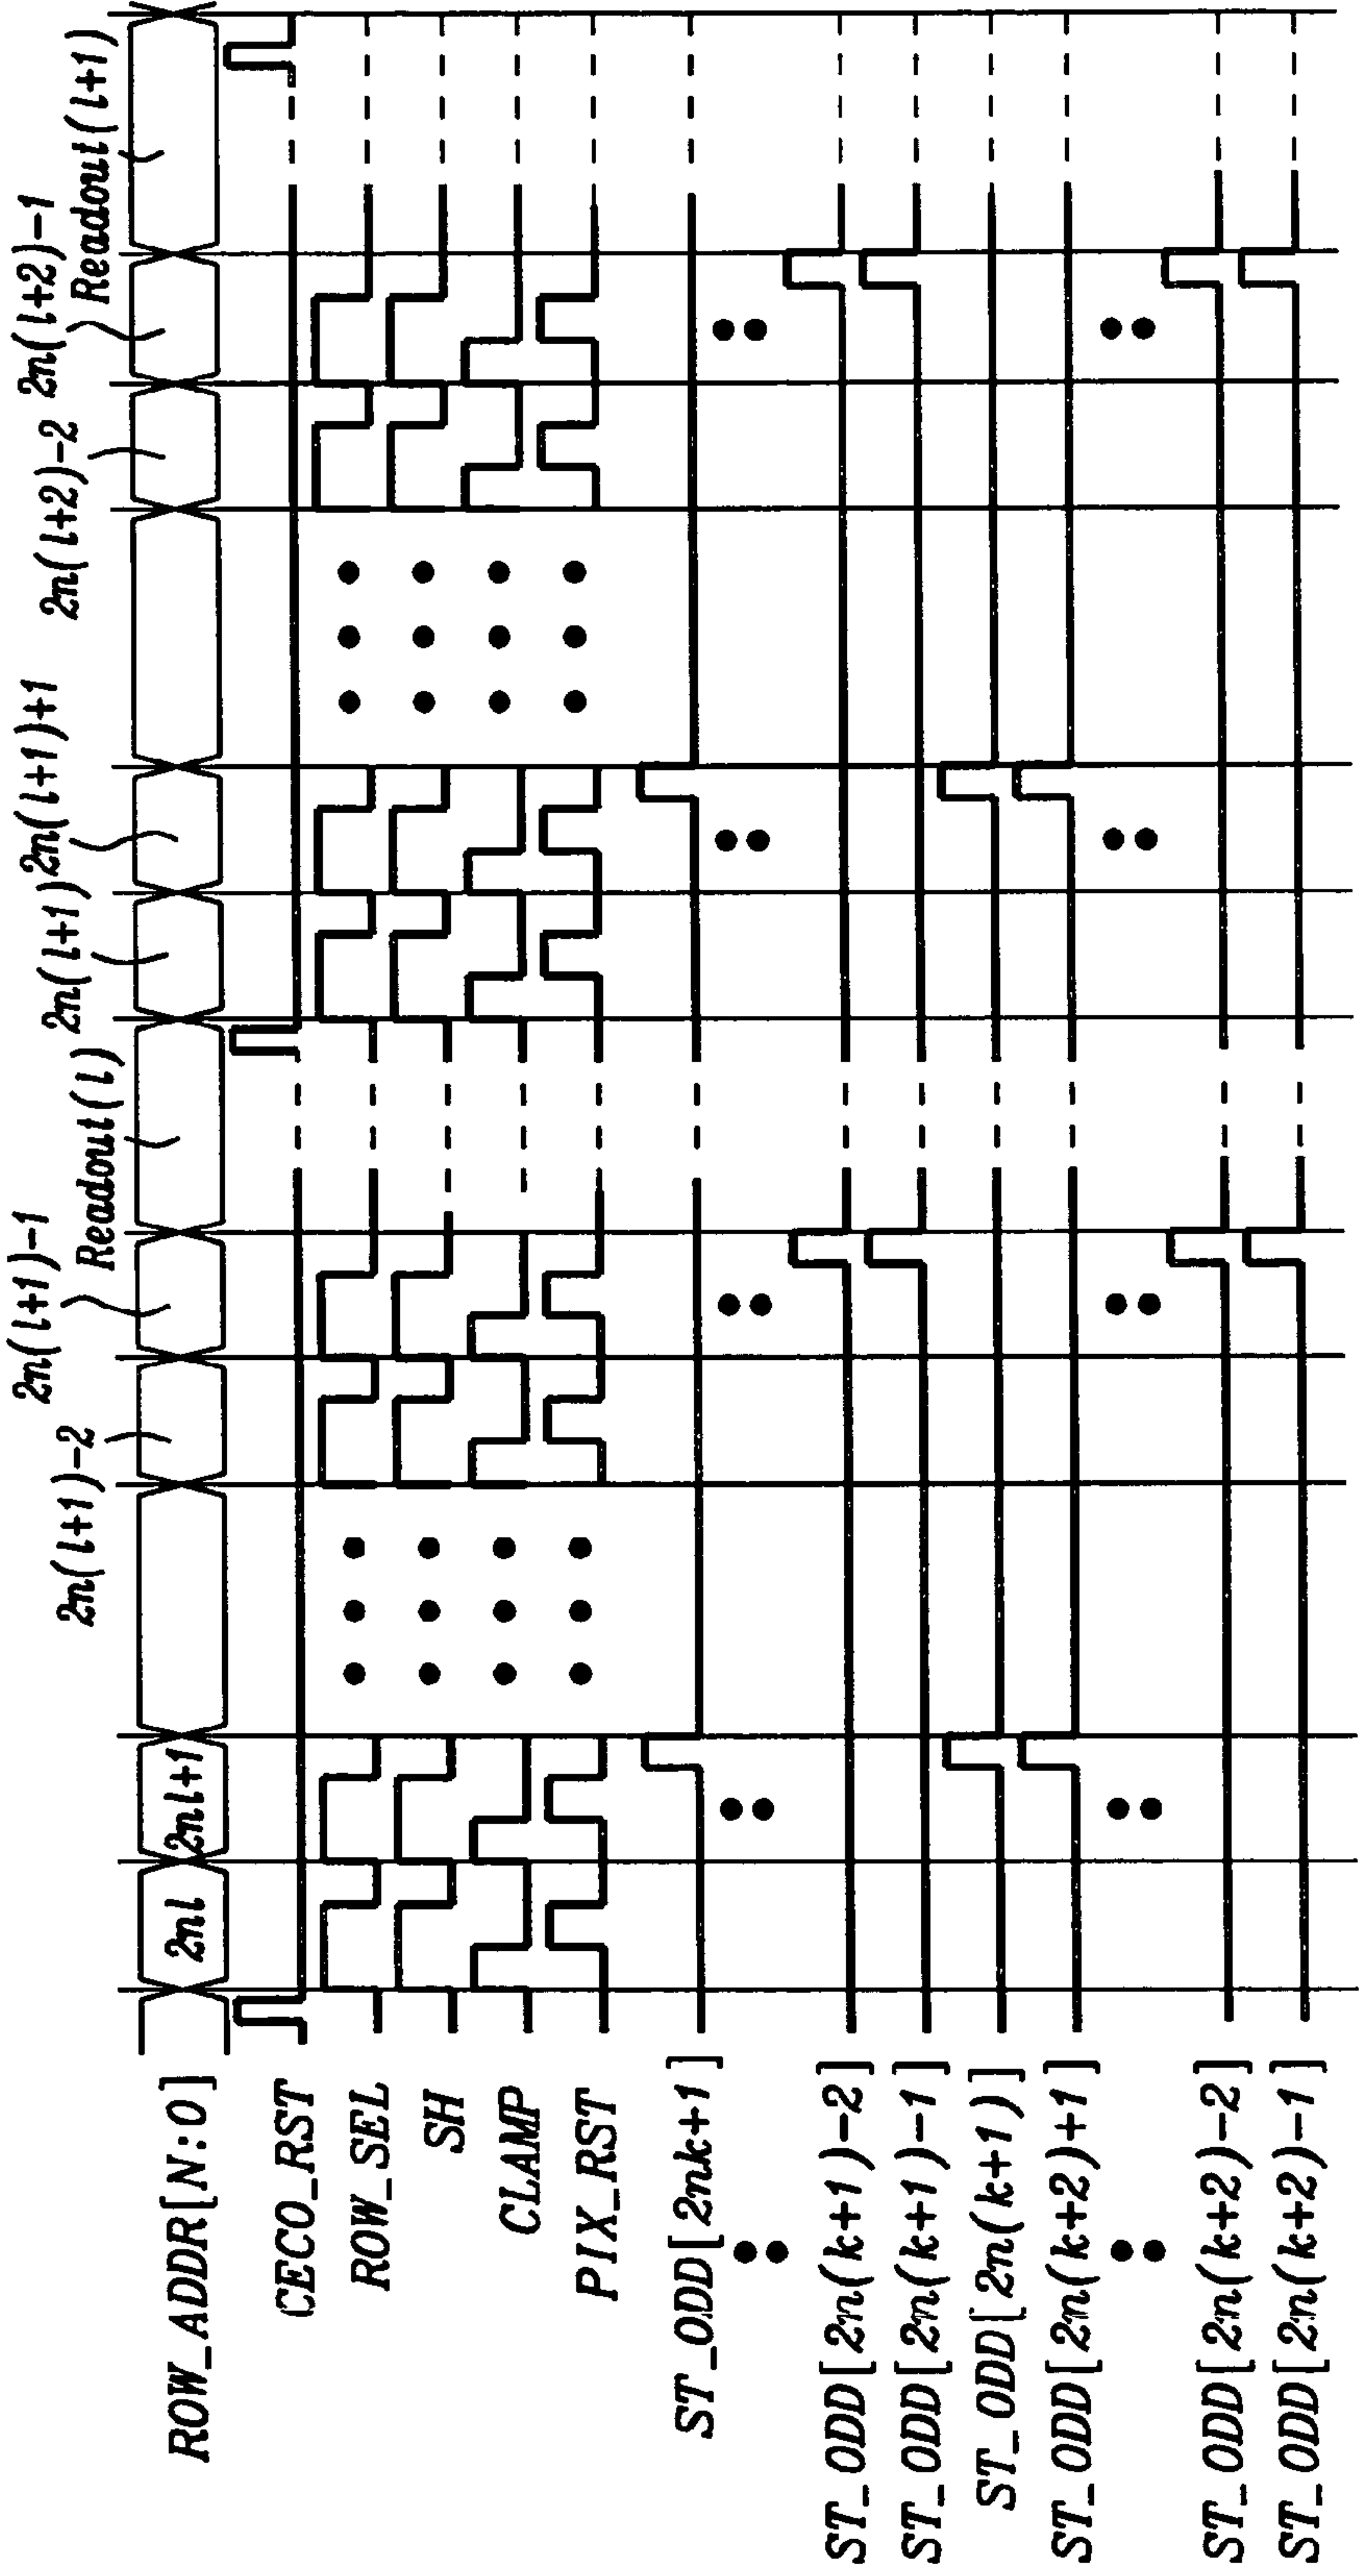 2n(l+1)-2
2n(l+1)-1
Readout(l)
2n(l+1)
2n(l+1)+1
2n(l+2)-2
2n(l+2)-1
Readout(l+1)
ROW_ADDR[N:0]
2nl
2nl+1
CECO_RST
ROW_SEL
SH
CLAMP
PIX_RST
ST_ODD[2nk+1]
ST_ODD[2n(k+1)-2]
ST_ODD[2n(k+1)-1]
ST_ODD[2n(k+1)]
ST_ODD[2n(k+2)+1]
ST_ODD[2n(k+2)-2]
ST_ODD[2n(k+2)-1]